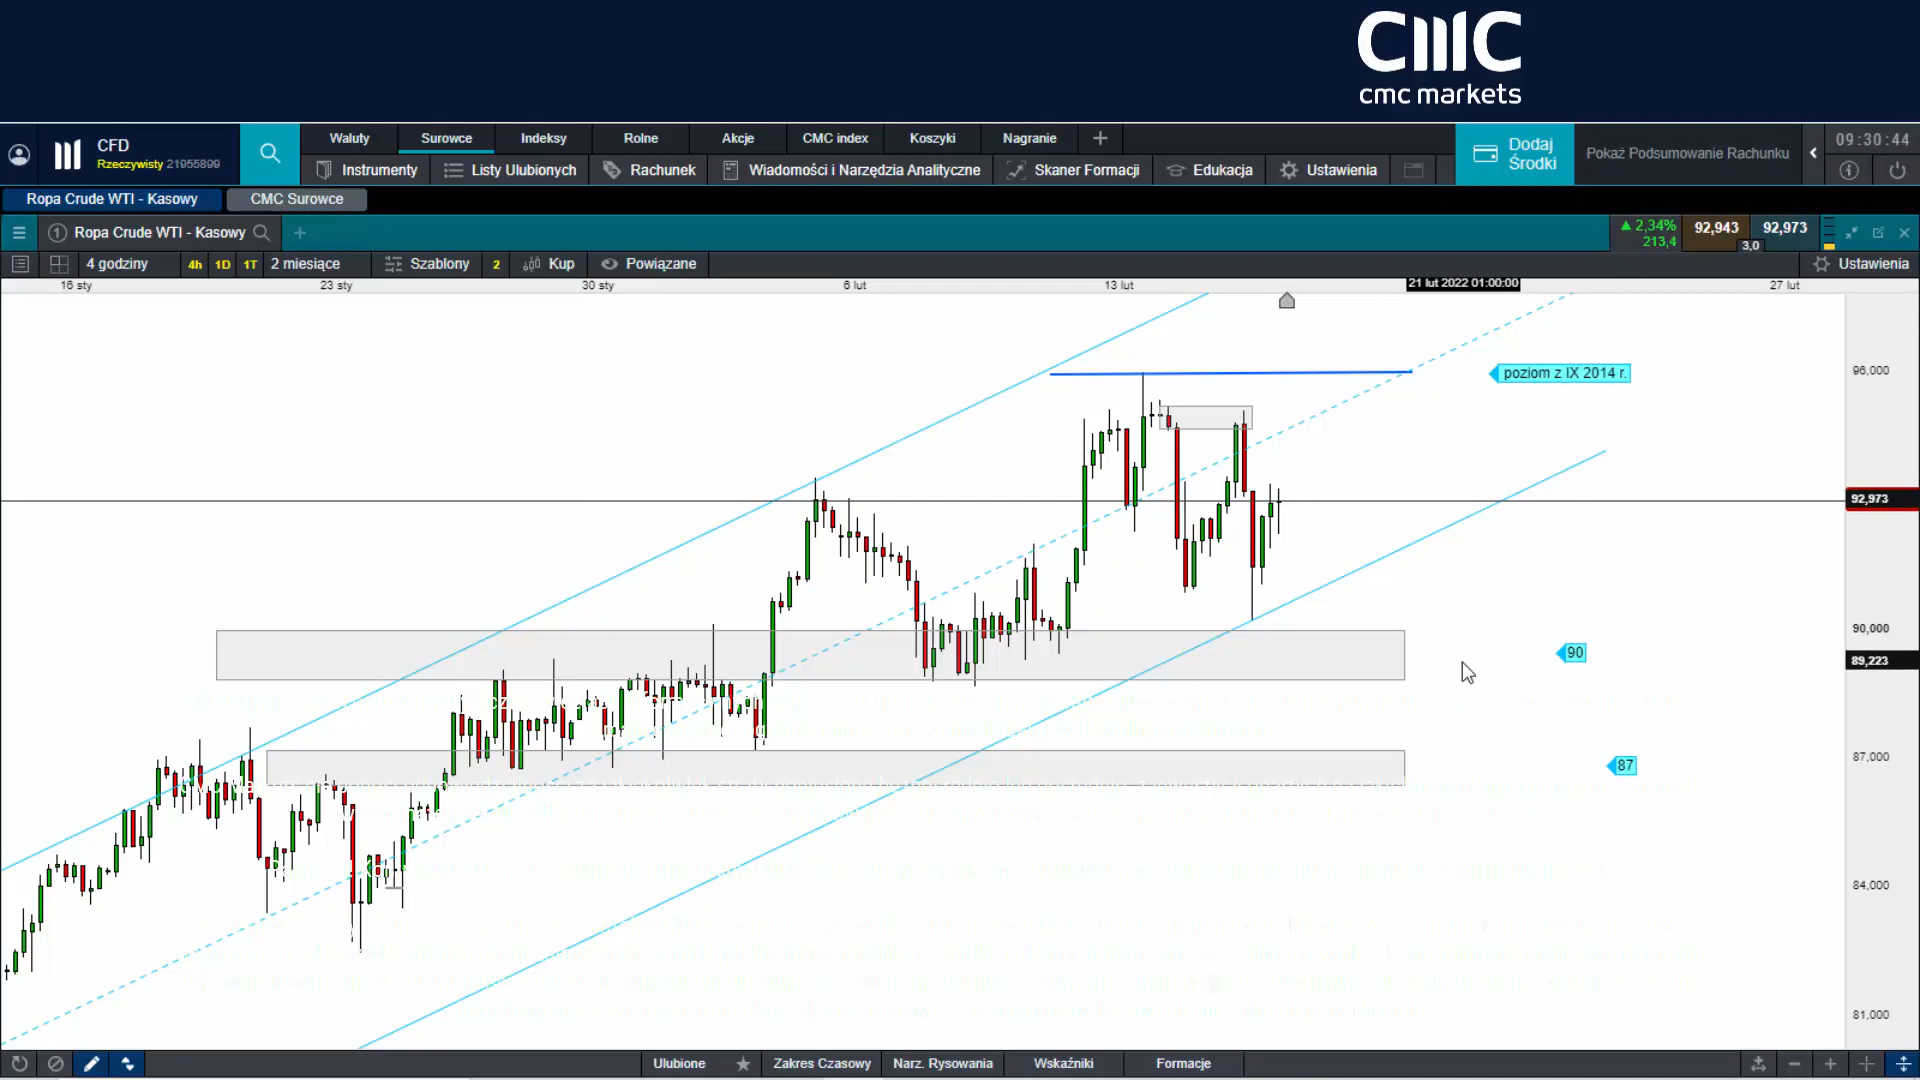 CMC
cmc markets
CFD
Rzeczywisty 21955899
Waluty Surowce Indeksy Rolne Akcje CMC index Koszyki Nagranie +
Instrumenty Listy Ulubionych Rachunek Wiadomości i Narzędzia Analityczne Skaner Formacji Edukacja Ustawienia
Dodaj
Środki
Pokaż Podsumowanie Rachunku
09:30:44
Ropa Crude WTI - Kasowy CMC Surowce
1 Ropa Crude WTI - Kasowy
2,34%
213,4
92,943 92,973
3,0
4 godziny 4h 1D 1T 2 miesiące Szablony 2 Kup Powiązane Ustawienia
16 sty 23 sty 30 sty 6 lut 13 lut 21 lut 2022 01:00:00 27 lut
poziom z IX 2014 r.
96,000
92,973
90,000
90
89,223
87,000
87
84,000
81,000
Ulubione Zakres Czasowy Narz. Rysowania Wskaźniki Formacje